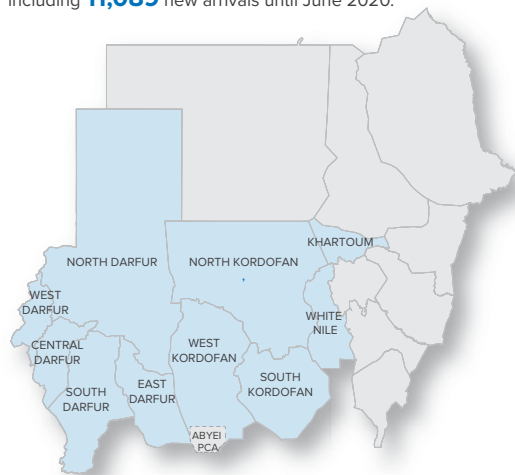 including 11,089 new arrivals until June 2020.
KHARTOUM
NORTH DARFUR
NORTH KORDOFAN
WEST
DARFUR
WHITE
NILE
CENTRAL
DARFUR
WEST
KORDOFAN
SOUTH
DARFUR
EAST
DARFUR
SOUTH
KORDOFAN
ABYEI
PCA